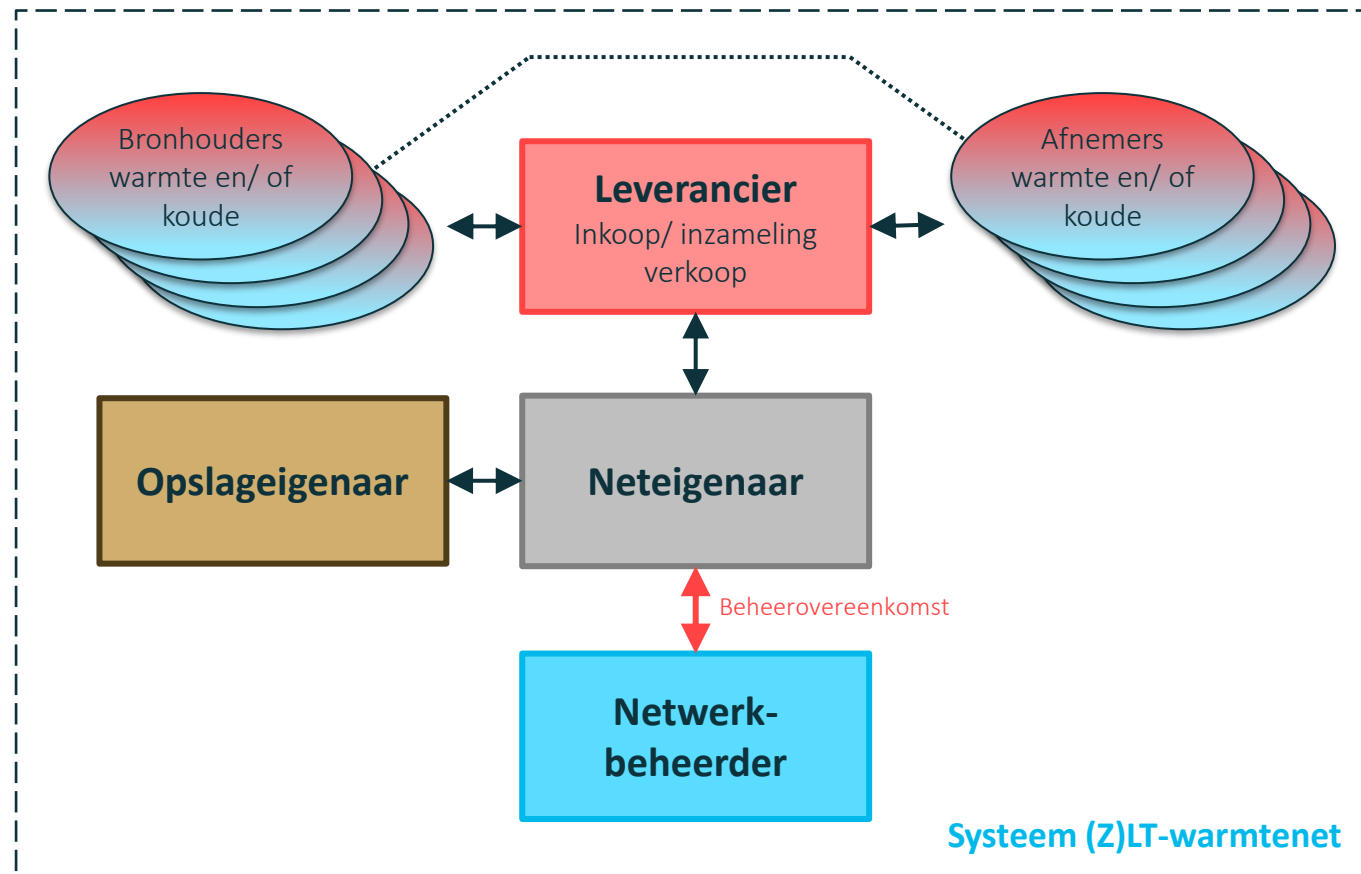 Bronhouders
warmte en/ of
koude
Leverancier
Inkoop/ inzameling
verkoop
Afnemers
warmte en/ of
koude
Opslageigenaar
Neteigenaar
Beheerovereenkomst
Netwerk-
beheerder
Systeem (Z)LT-warmtenet